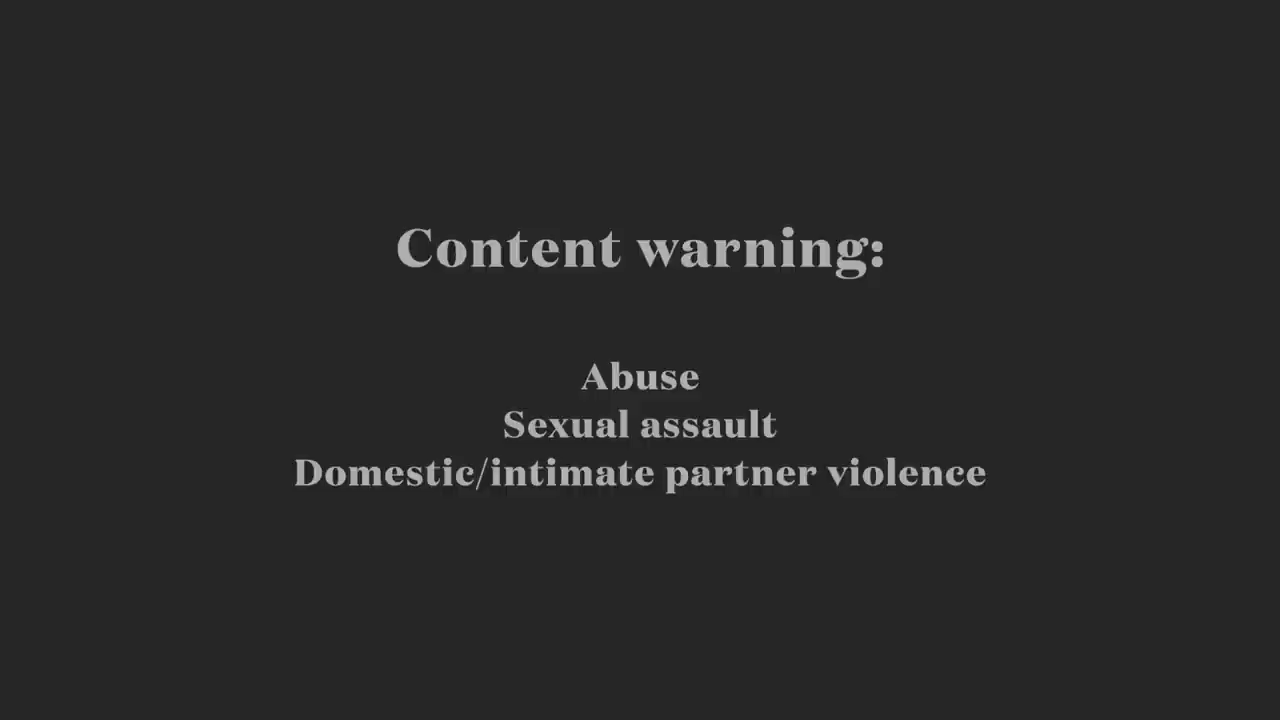 Content warning:
Abuse
Sexual assault
Domestic/intimate partner violence